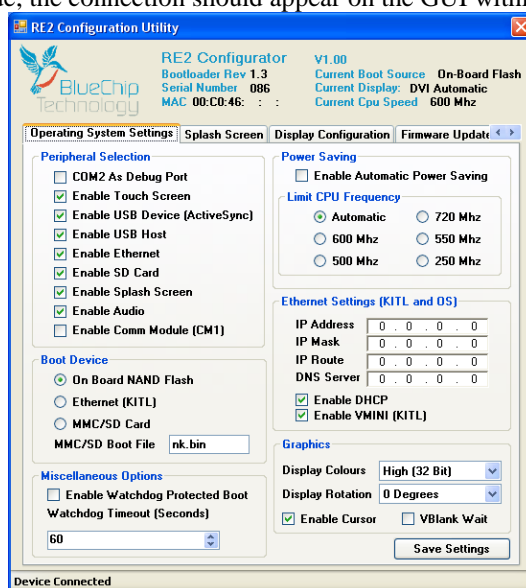 ue, the connection should appear on the GUI within
RE2 Configuration Utility
BlueChip
Technology
RE2 Configurator V1.00
Bootloader Rev 1.3 Current Boot Source On-Board Flash
Serial Number 086 Current Display: DVI Automatic
MAC 00:C0:46: : : Current Cpu Speed 600 Mhz
Operating System Settings Splash Screen Display Configuration Firmware Update
Peripheral Selection
COM2 As Debug Port
Enable Touch Screen
Enable USB Device (ActiveSync)
Enable USB Host
Enable Ethernet
Enable SD Card
Enable Splash Screen
Enable Audio
Enable Comm Module (CM1)
Boot Device
On Board NAND Flash
Ethernet (KITL)
MMC/SD Card
MMC/SD Boot File nk.bin
Miscellaneous Options
Enable Watchdog Protected Boot
Watchdog Timeout (Seconds)
60
Power Saving
Enable Automatic Power Saving
Limit CPU Frequency
Automatic 720 Mhz
600 Mhz 550 Mhz
500 Mhz 250 Mhz
Ethernet Settings (KITL and OS)
IP Address 0 . 0 . 0 . 0
IP Mask 0 . 0 . 0 . 0
IP Route 0 . 0 . 0 . 0
DNS Server 0 . 0 . 0 . 0
Enable DHCP
Enable VMINI (KITL)
Graphics
Display Colours High (32 Bit)
Display Rotation 0 Degrees
Enable Cursor VBlank Wait
Save Settings
Device Connected